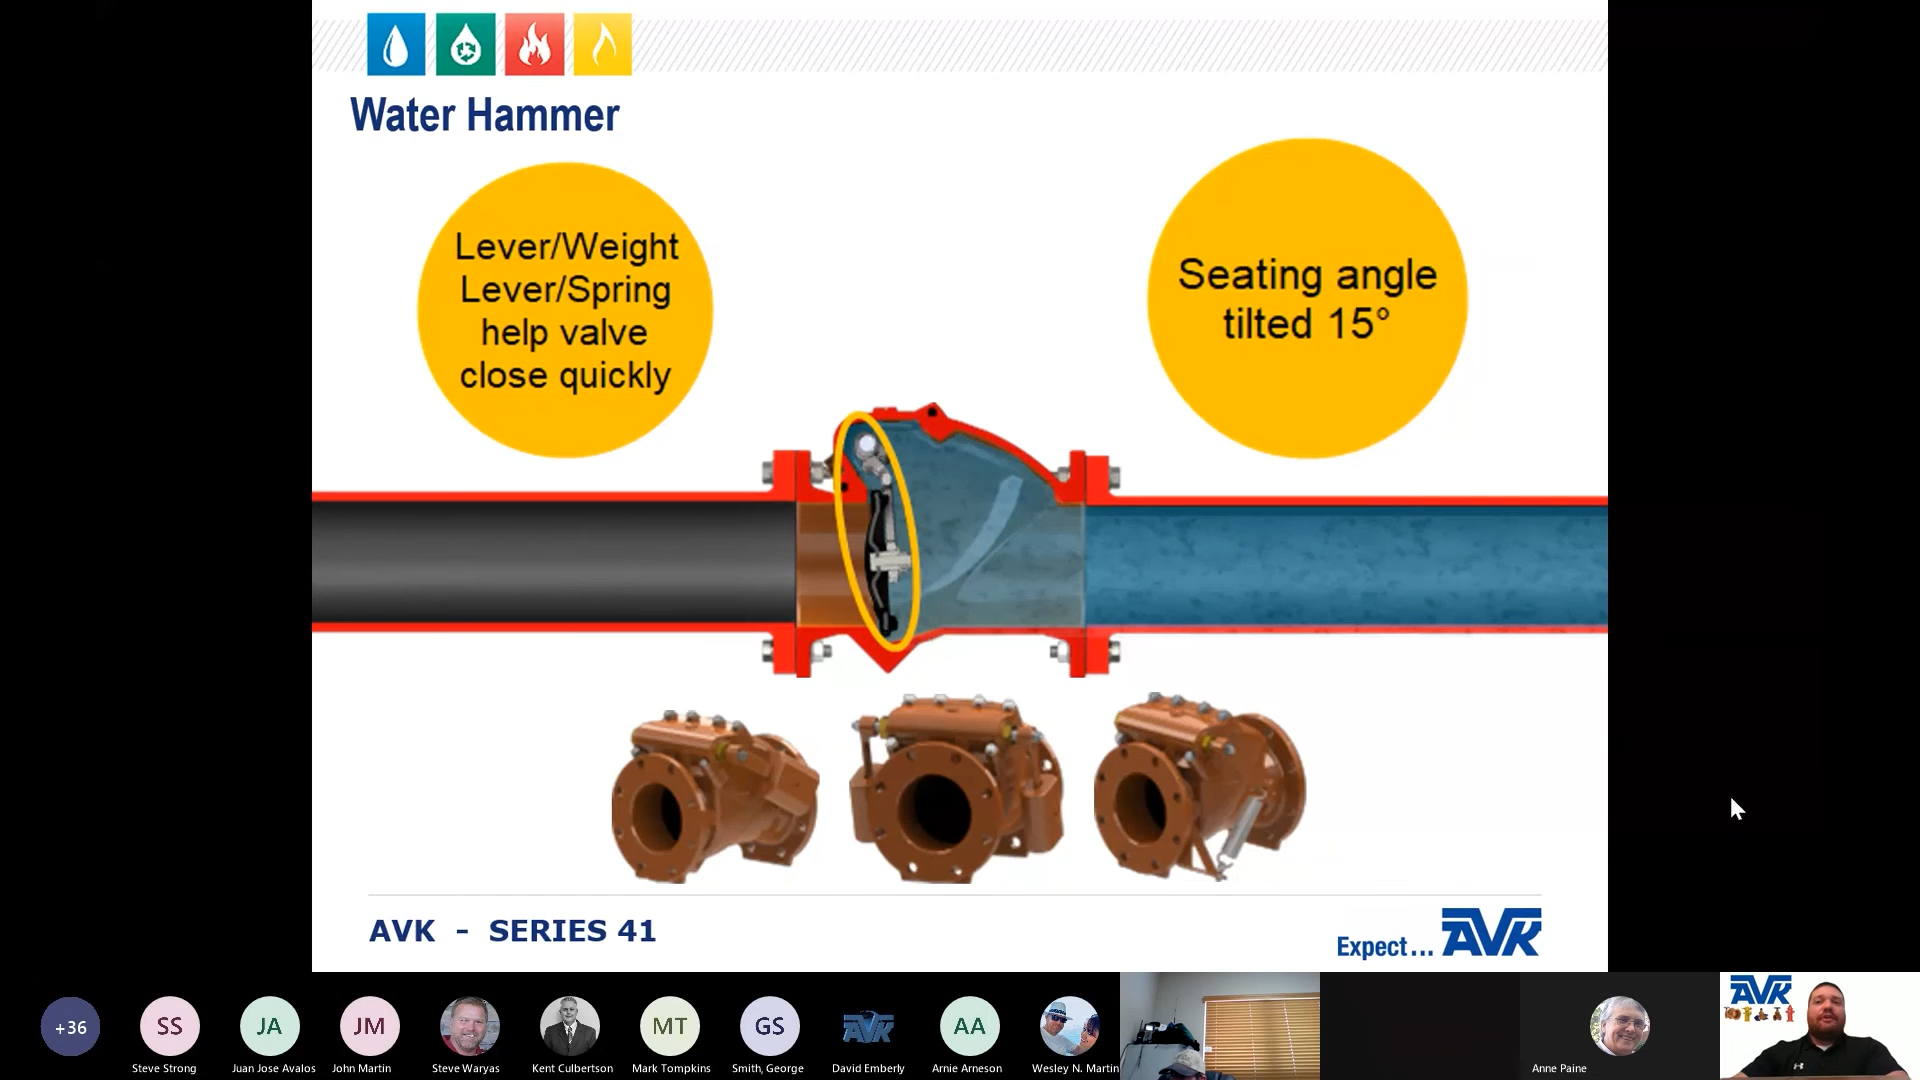 Water Hammer
Lever/Weight
Lever/Spring
help valve
close quickly
Seating angle
tilted 15°
AVK - SERIES 41
Expect... AVK
+36
SS
JA
JM
MT
GS
AVK
AA
AVK
Steve Strong
Juan Jose Avalos
John Martin
Steve Waryas
Kent Culbertson
Mark Tompkins
Smith, George
David Emberly
Arnie Arneson
Wesley N. Martin
Anne Paine